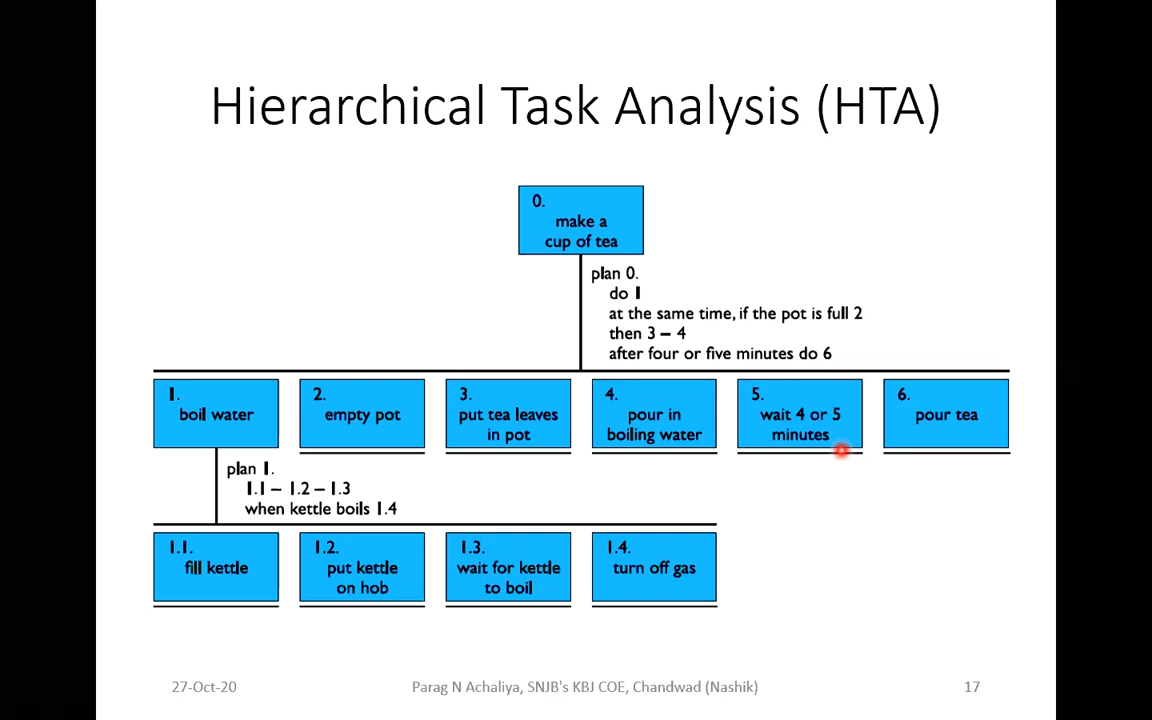 Hierarchical Task Analysis (HTA)
0.
make a
cup of tea
plan 0.
do 1
at the same time, if the pot is full 2
then 3 – 4
after four or five minutes do 6
1.
boil water
2.
empty pot
3.
put tea leaves
in pot
4.
pour in
boiling water
5.
wait 4 or 5
minutes
6.
pour tea
plan 1.
1.1 – 1.2 – 1.3
when kettle boils 1.4
1.1.
fill kettle
1.2.
put kettle
on hob
1.3.
wait for kettle
to boil
1.4.
turn off gas
27-Oct-20
Parag N Achaliya, SNJB's KBJ COE, Chandwad (Nashik)
17